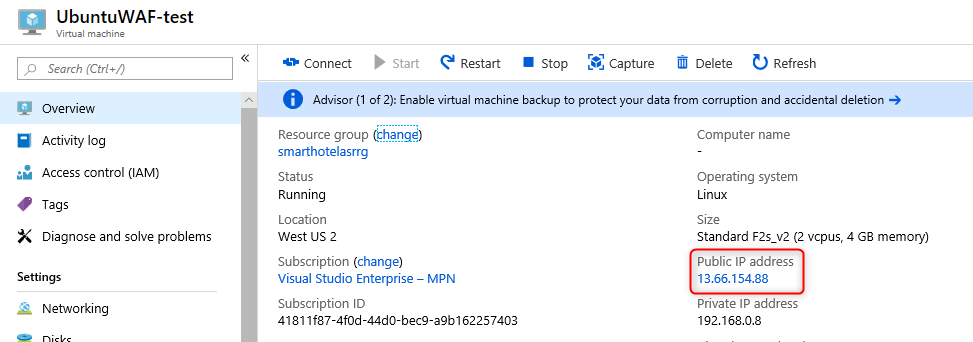 UbuntuWAF-test
Virtual machine
«
Search (Ctrl+/)
Overview
Activity log
Access control (IAM)
Tags
Diagnose and solve problems
Settings
Networking
Disks
Connect Start Restart Stop Capture Delete Refresh
Advisor (1 of 2): Enable virtual machine backup to protect your data from corruption and accidental deletion →
Resource group (change)
smarthotelasrrg
Status
Running
Location
West US 2
Subscription (change)
Visual Studio Enterprise – MPN
Subscription ID
41811f87-4f0d-44d0-bec9-a9b162257403
Computer name
-
Operating system
Linux
Size
Standard F2s_v2 (2 vcpus, 4 GB memory)
Public IP address
13.66.154.88
Private IP address
192.168.0.8